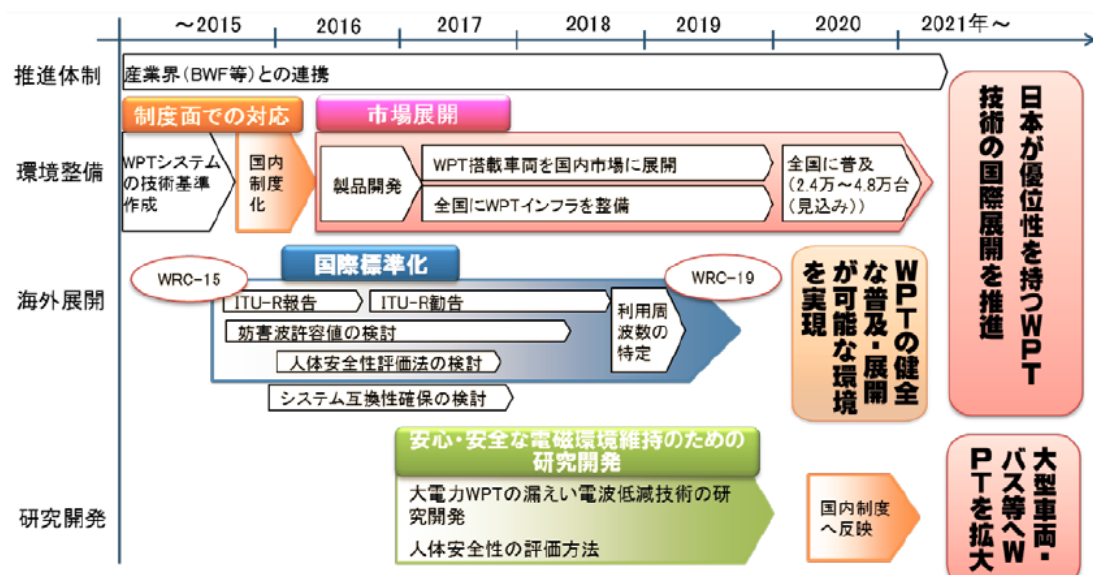 ～2015
2016
2017
2018
2019
2020
2021年～
推進体制
産業界（BWF等）との連携
制度面での対応
市場展開
環境整備
WPTシステム
の技術基準
作成
国内
制度
化
製品開発
WPT搭載車両を国内市場に展開
全国にWPTインフラを整備
全国に普及
（2.4万～4.8万台
（見込み））
日本が優位性を持つWPT
技術の国際展開を推進
海外展開
国際標準化
WRC-15
WRC-19
ITU-R報告
ITU-R勧告
妨害波許容値の検討
人体安全性評価法の検討
システム互換性確保の検討
利用周
波数の
特定
WPTの健全
な普及・展開
が可能な環境
を実現
研究開発
安心・安全な電磁環境維持のための
研究開発
大電力WPTの漏えい電波低減技術の研
究開発
人体安全性の評価方法
国内制度
へ反映
大型車両・
バス等へW
PTを拡大